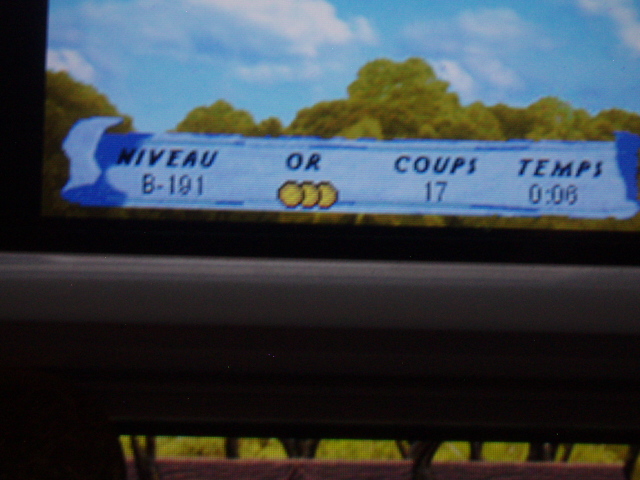 NIVEAU OR COUPS TEMPS
B-191 17 0:06